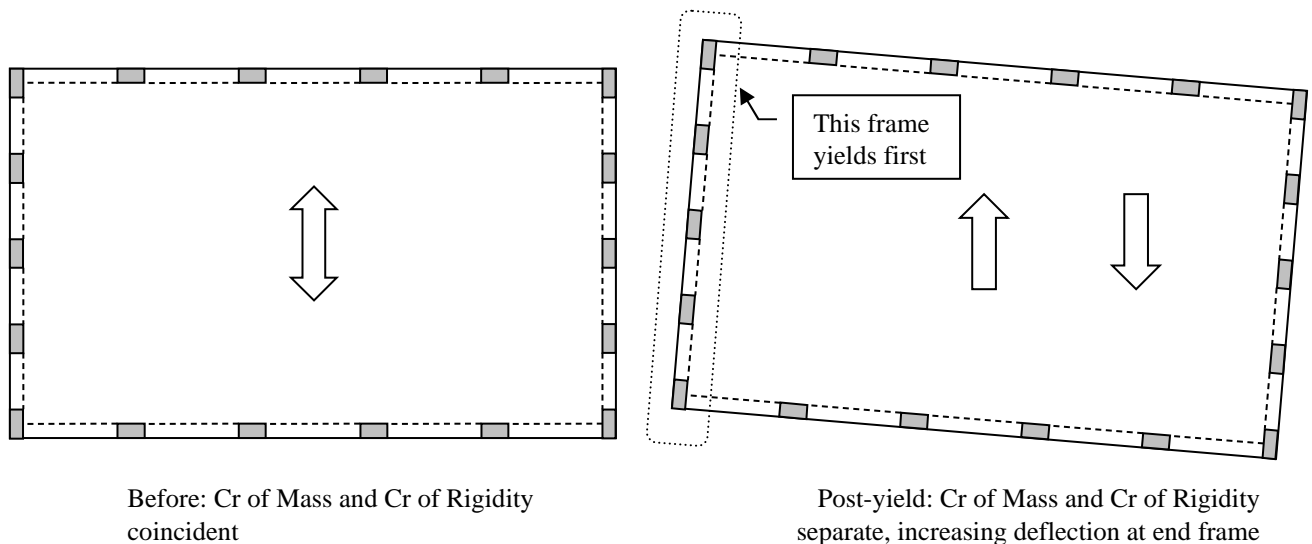 This frame
yields first
Before: Cr of Mass and Cr of Rigidity
coincident
Post-yield: Cr of Mass and Cr of Rigidity
separate, increasing deflection at end frame